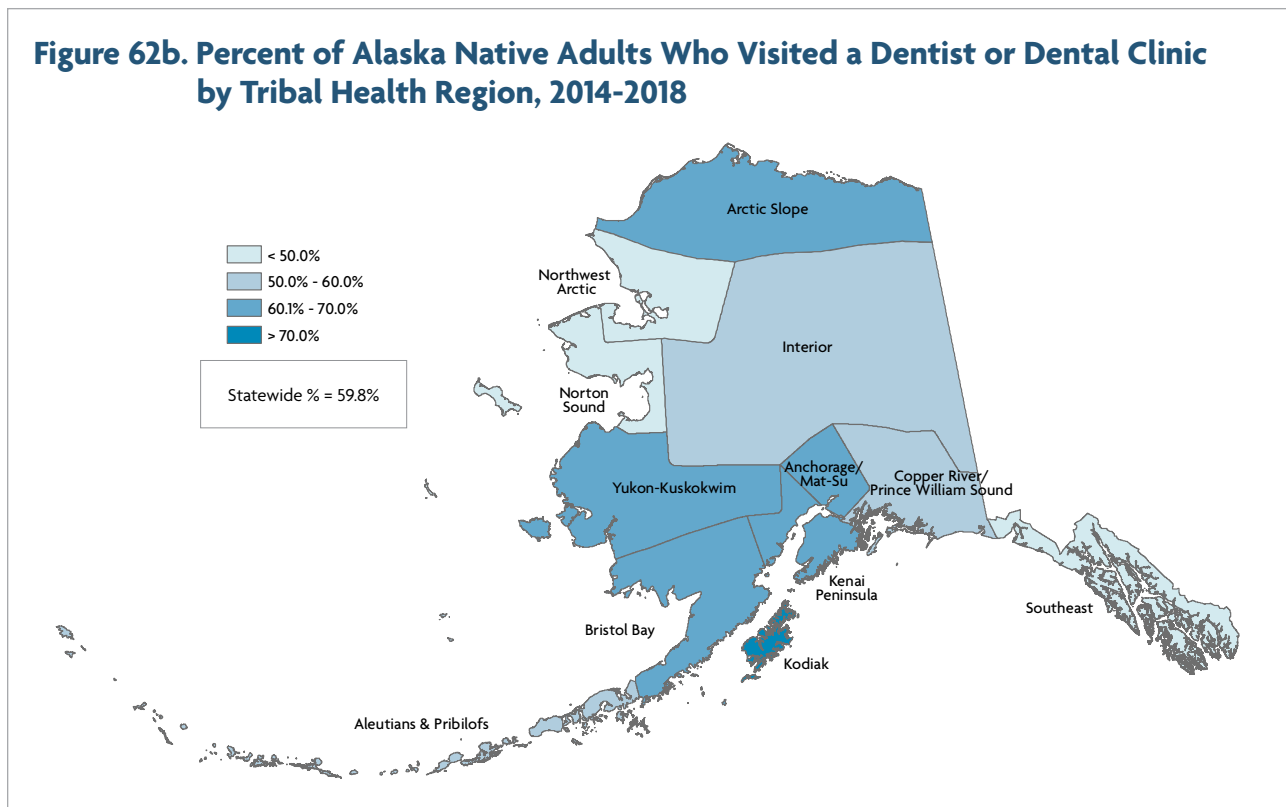 Figure 62b. Percent of Alaska Native Adults Who Visited a Dentist or Dental Clinic
by Tribal Health Region, 2014-2018
Arctic Slope
< 50.0%
50.0% - 60.0%
60.1% - 70.0%
> 70.0%
Statewide % = 59.8%
Northwest
Arctic
Interior
Norton
Sound
Anchorage/
Mat-Su
Copper River/
Prince William Sound
Yukon-Kuskokwim
Kenai
Peninsula
Southeast
Bristol Bay
Kodiak
Aleutians & Pribilofs